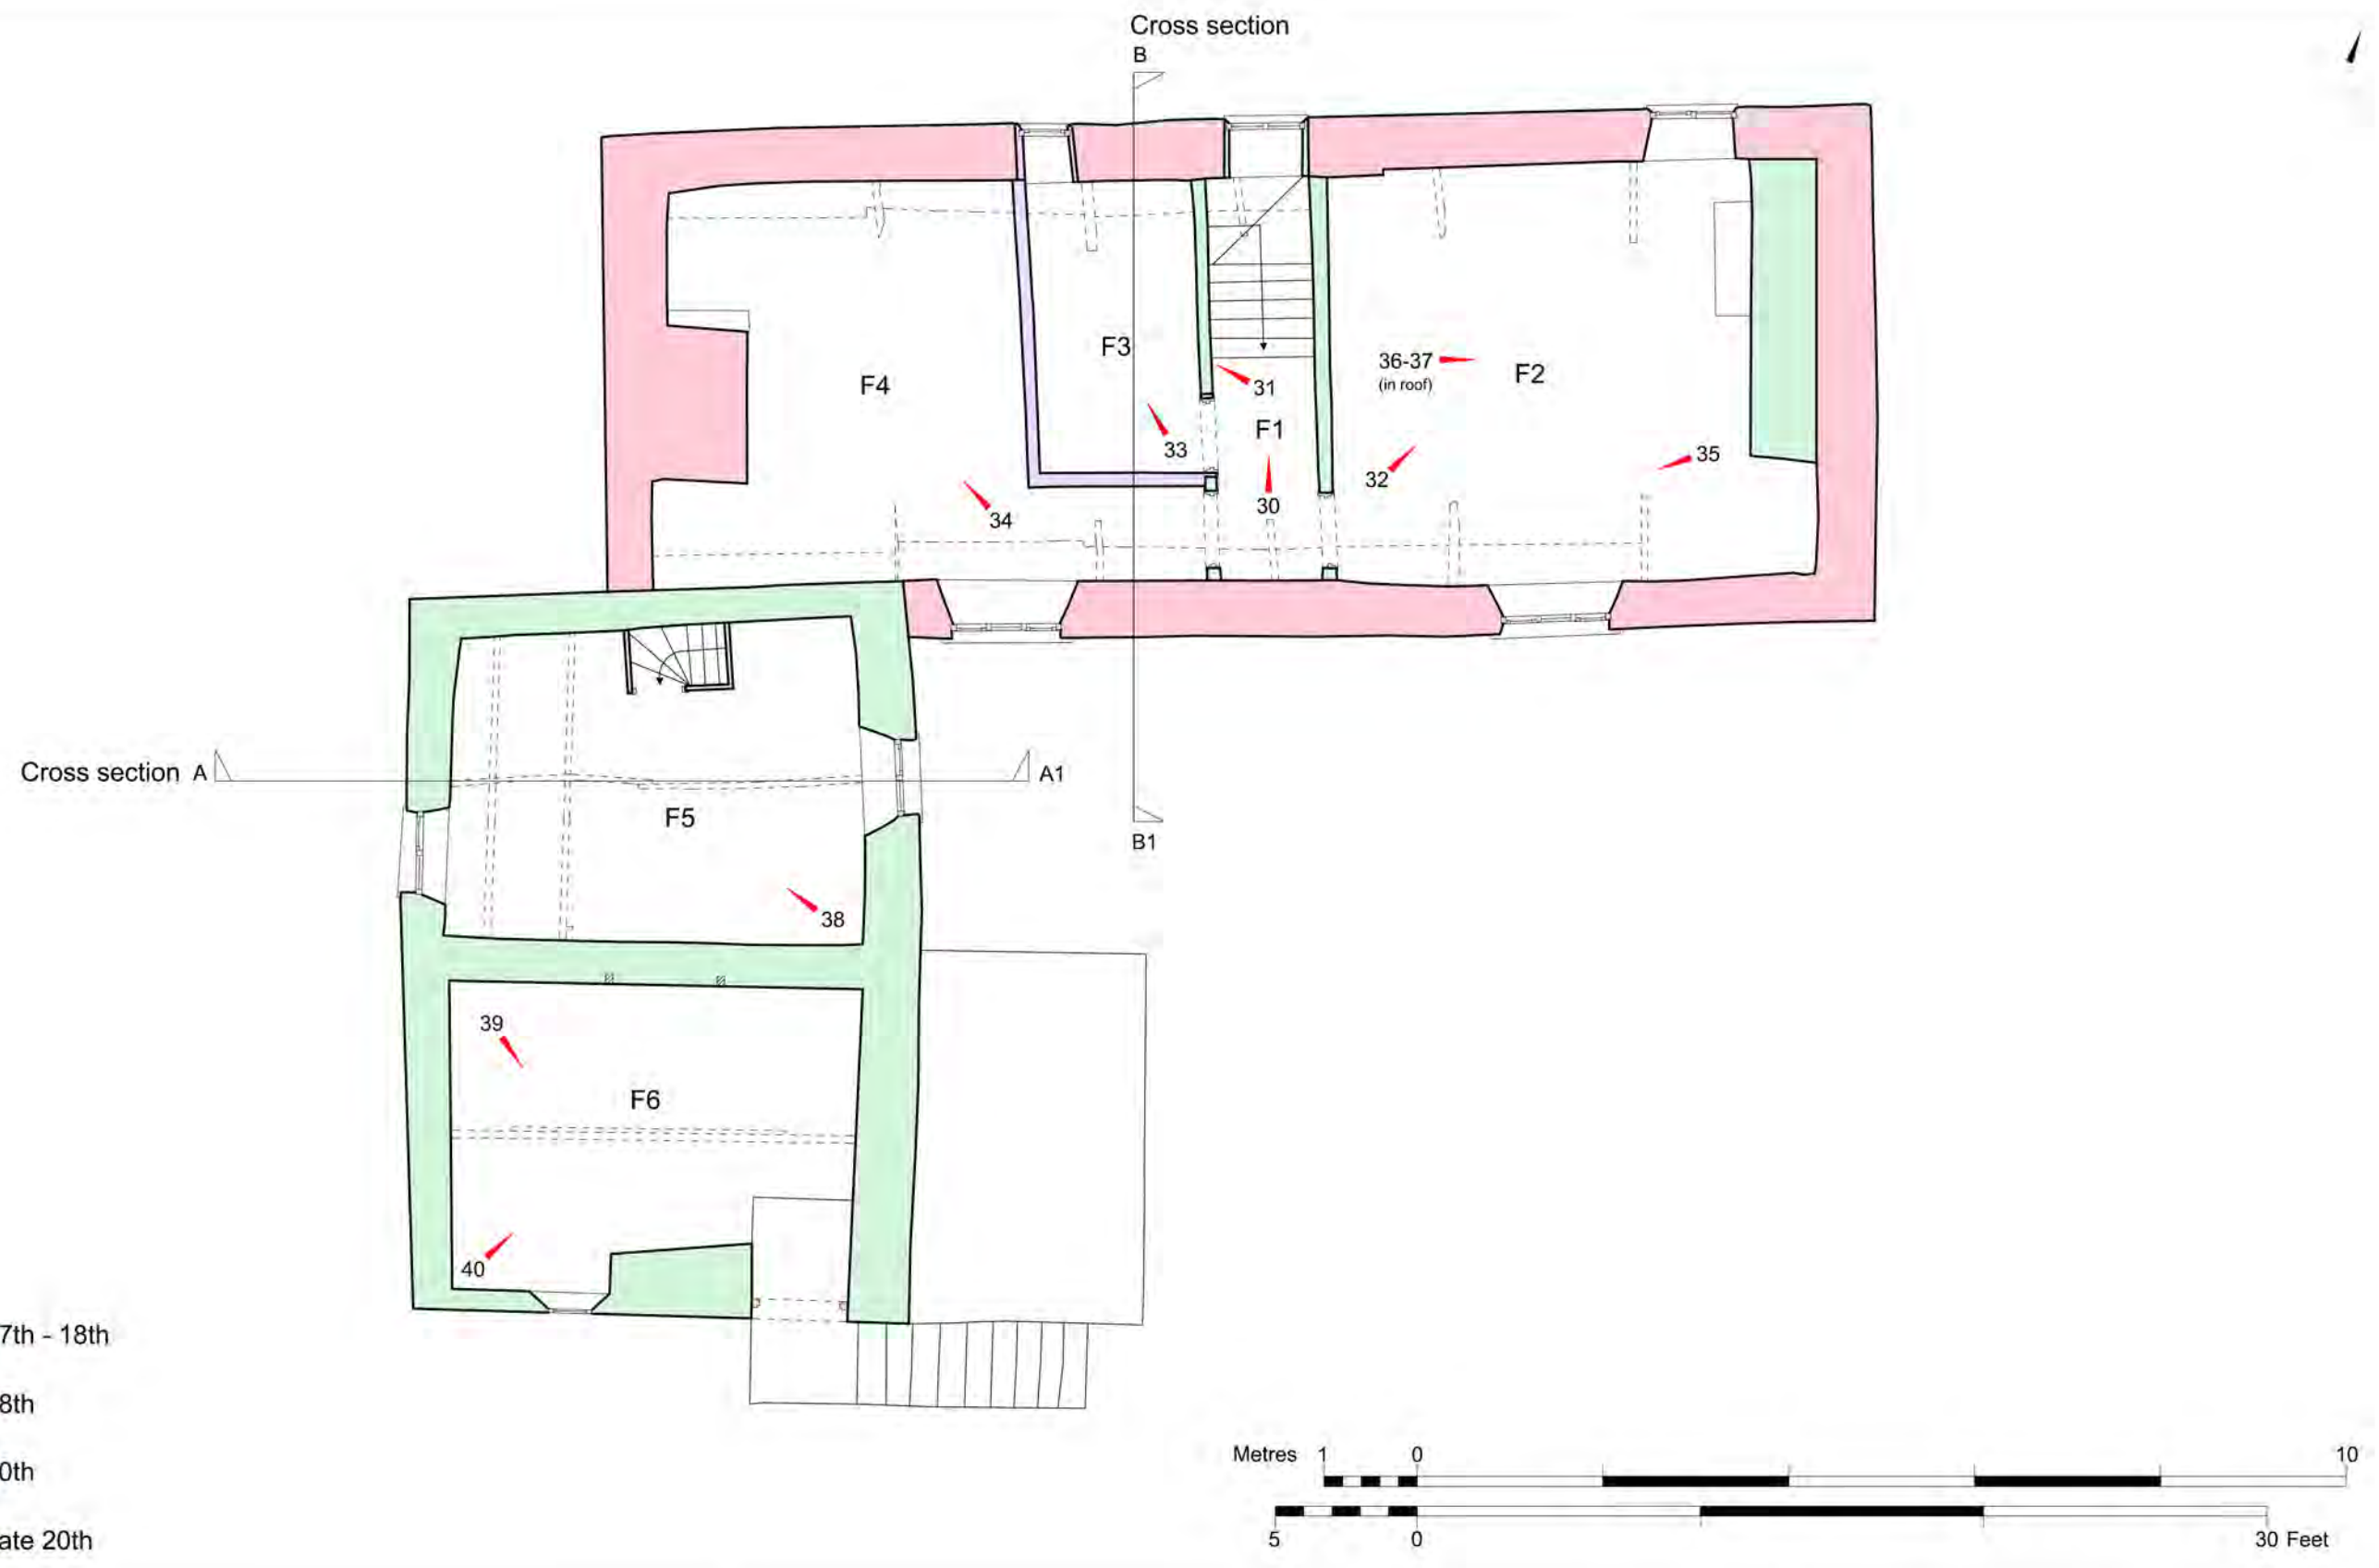 Cross section
B
F3
F4
36-37
(in roof)
F2
31
F1
33
35
32
30
34
Cross section A
A1
F5
B1
38
39
F6
40
7th - 18th
8th
0th
ate 20th
Metres 1 0 10
5 0 30 Feet